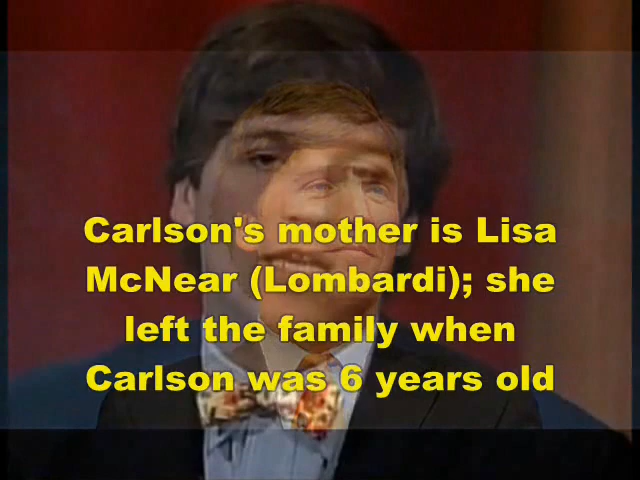 Carlson's mother is Lisa
McNear (Lombardi); she
left the family when
Carlson was 6 years old